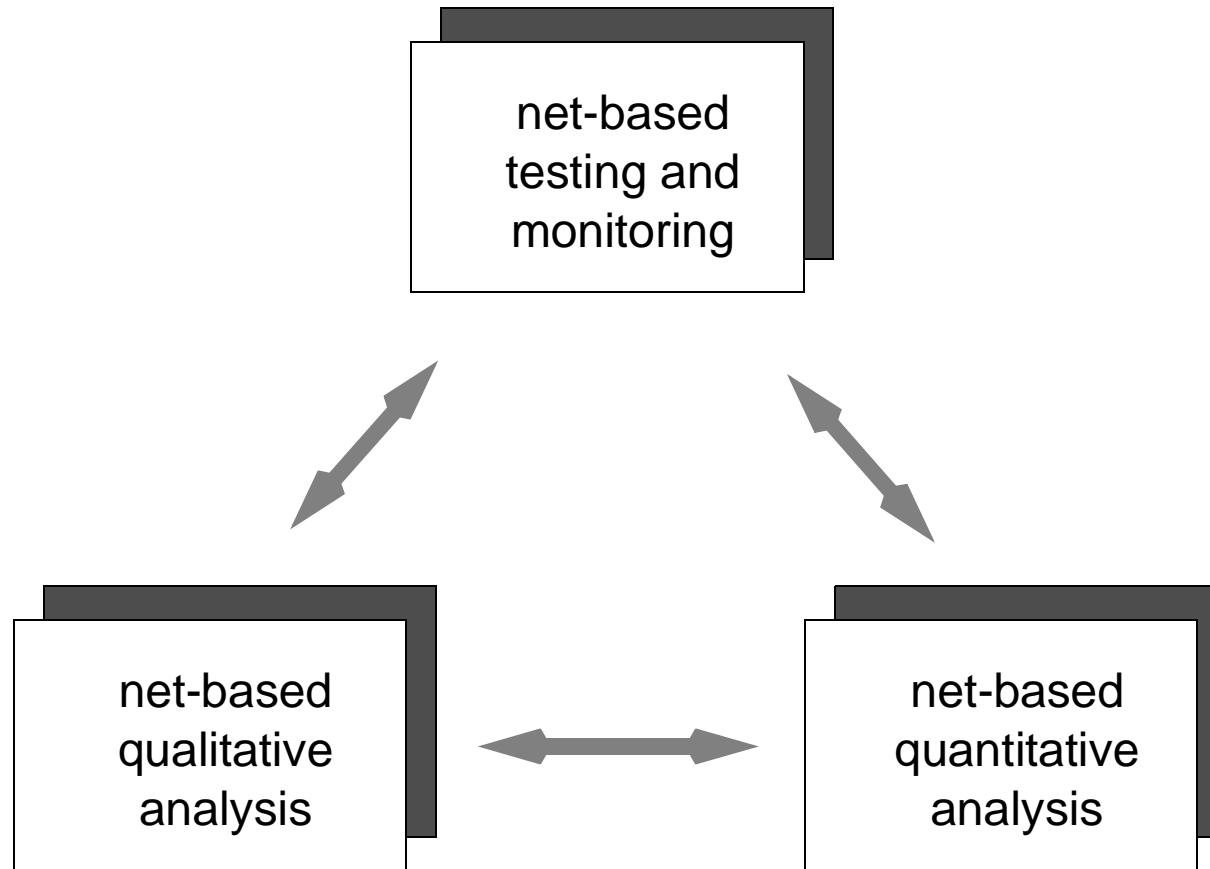 net-based
testing and
monitoring
net-based
qualitative
analysis
net-based
quantitative
analysis